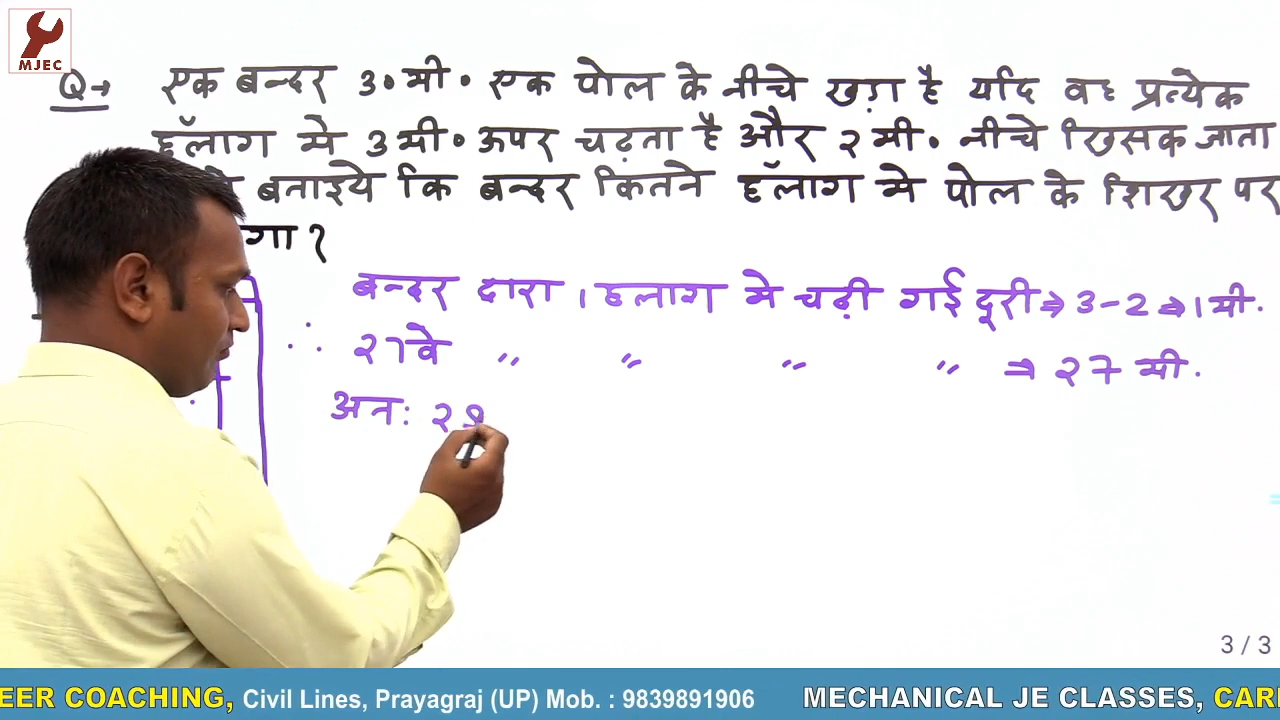 MJEC
Q→ एक बन्दर 30 मी. एक पोल के नीचे खड़ा है यदि वह प्रत्येक
छॅलाग मे 3 मी. ऊपर चढ़ता है और 2 मी. नीचे खिसक जाता
बताइये कि बन्दर कितने छॅलाग मे पोल के शिखर पर
गा ?
बन्दर द्वारा 1 छलाग मे चढ़ी गई दूरी ⇒ 3-2 ⇒ 1 मी.
∴ 27वे " " " " ⇒ 27 मी.
अतः 28
3 / 3
EER COACHING, Civil Lines, Prayagraj (UP) Mob. : 9839891906 MECHANICAL JE CLASSES, CAR